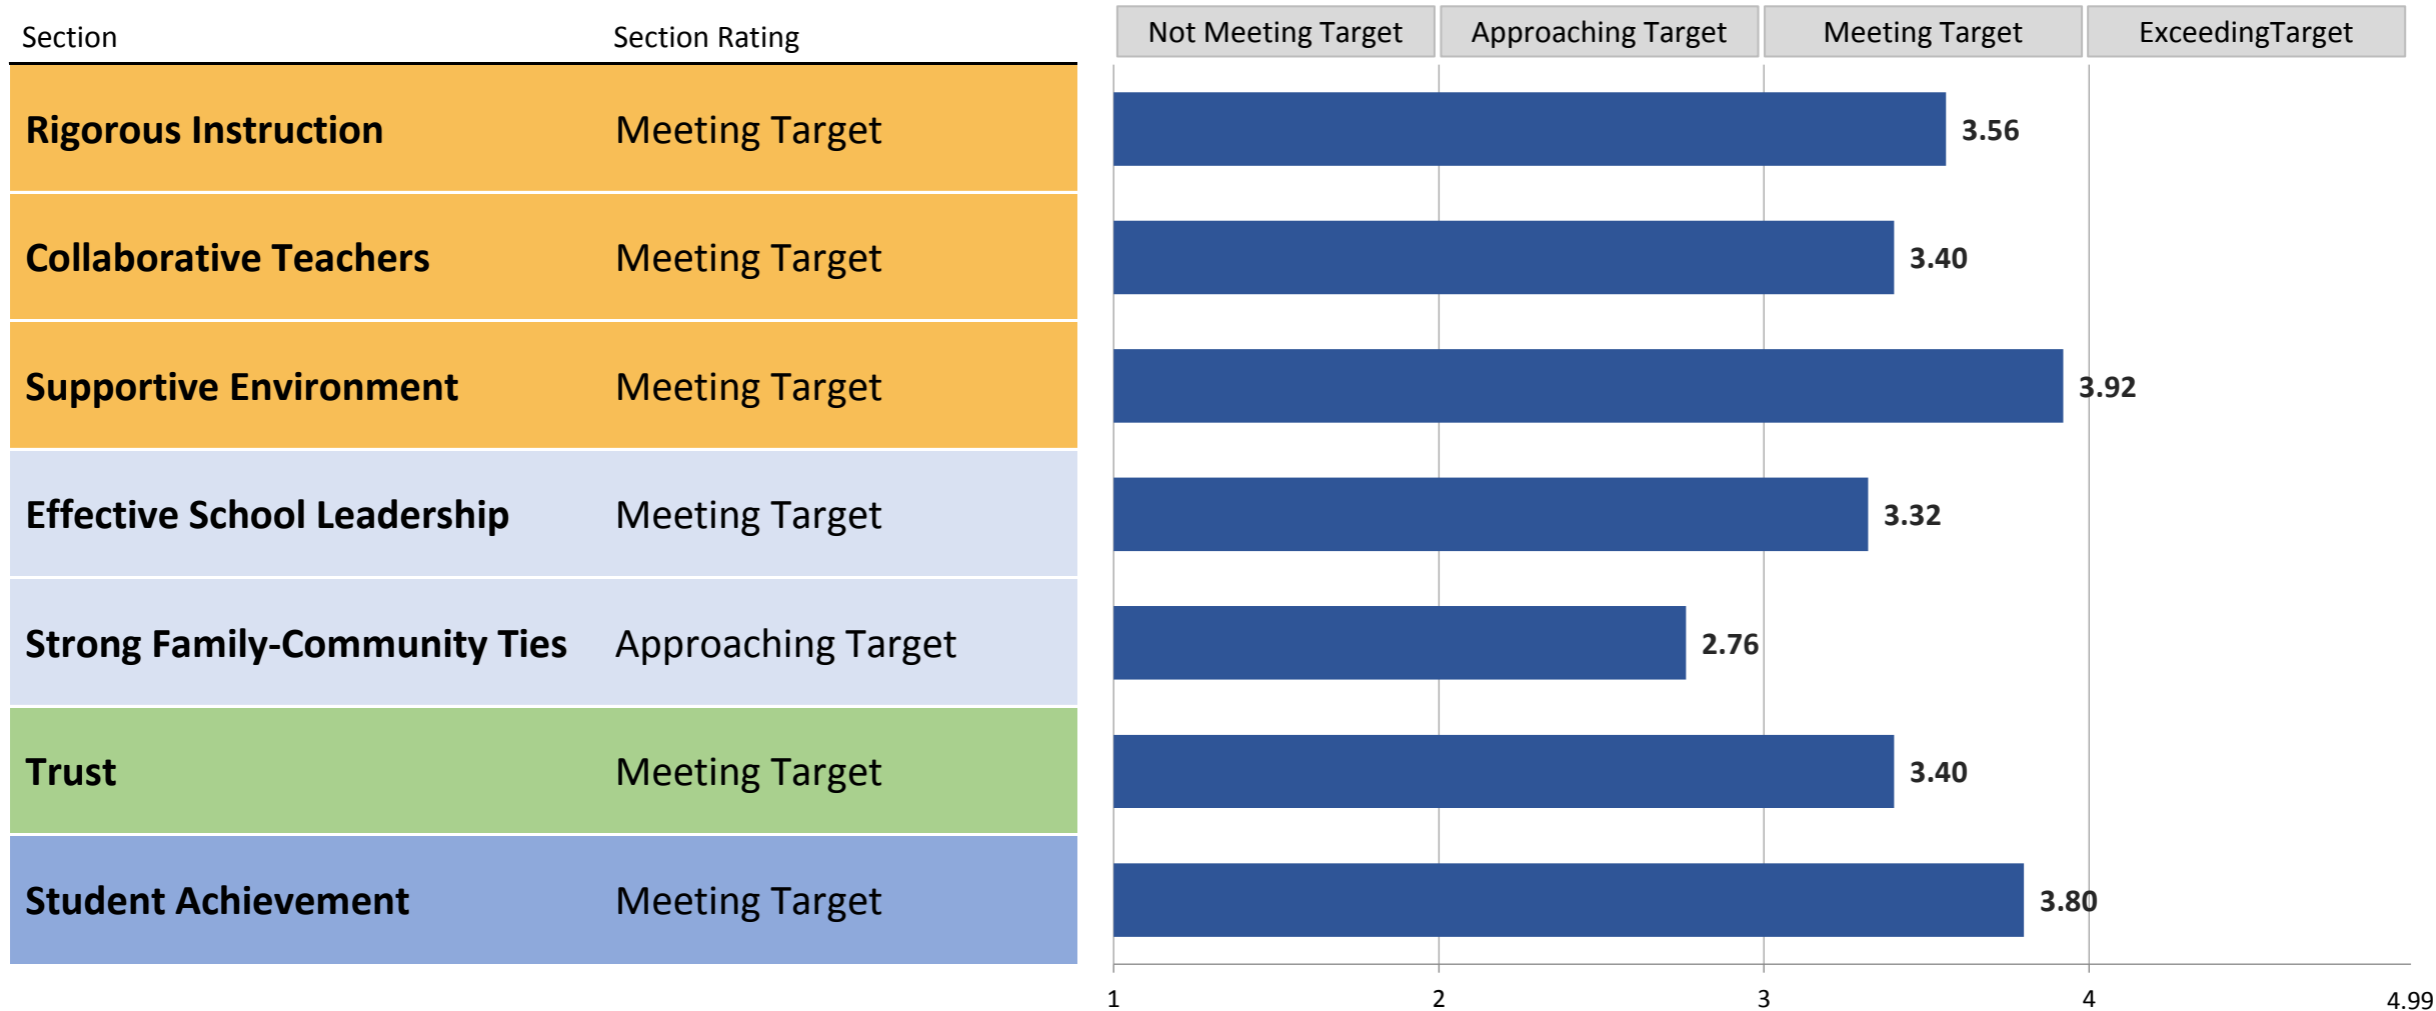 Section Section Rating Not Meeting Target Approaching Target Meeting Target ExceedingTarget
Rigorous Instruction Meeting Target 3.56
Collaborative Teachers Meeting Target 3.40
Supportive Environment Meeting Target 3.92
Effective School Leadership Meeting Target 3.32
Strong Family-Community Ties Approaching Target 2.76
Trust Meeting Target 3.40
Student Achievement Meeting Target 3.80
1 2 3 4 4.99